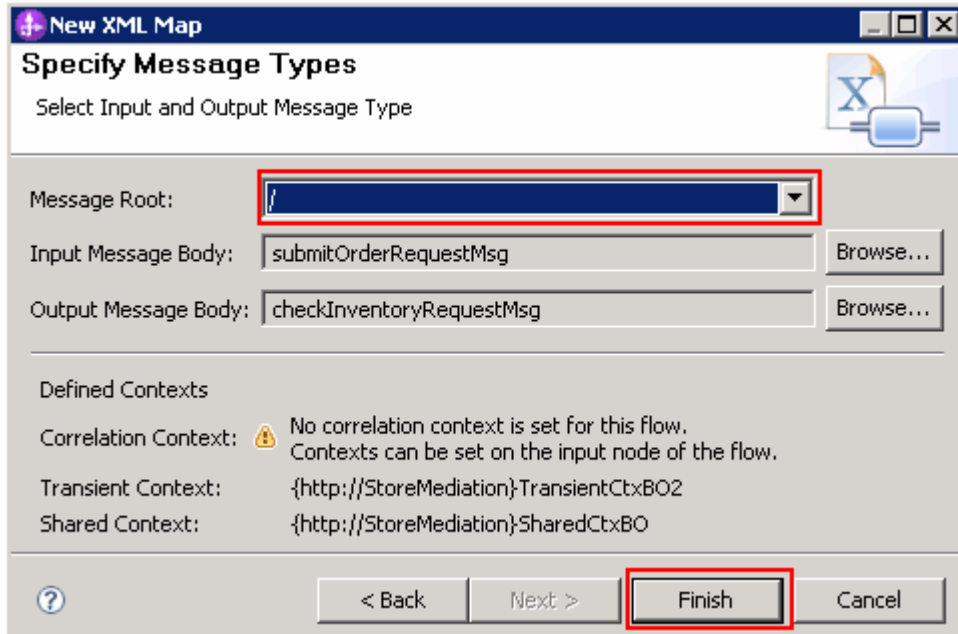 New XML Map
Specify Message Types
Select Input and Output Message Type
X
Message Root: /
Input Message Body: submitOrderRequestMsg Browse...
Output Message Body: checkInventoryRequestMsg Browse...
Defined Contexts
Correlation Context: No correlation context is set for this flow.
Contexts can be set on the input node of the flow.
Transient Context: {http://StoreMediation}TransientCtxBO2
Shared Context: {http://StoreMediation}SharedCtxBO
? < Back Next > Finish Cancel